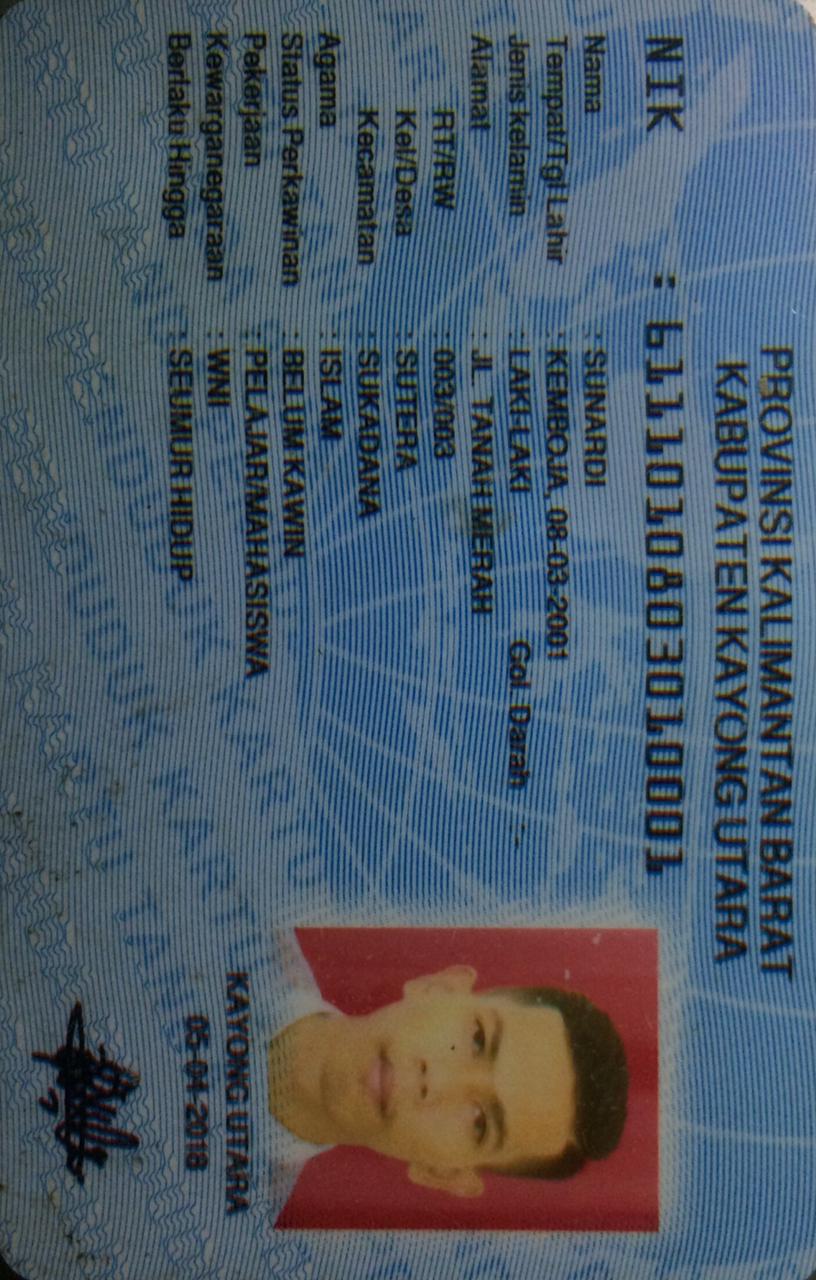 PROVINSI KALIMANTAN BARAT
KABUPATEN KAYONG UTARA
NIK : 6111010803010001
Nama : SUNARDI
Tempat/Tgl Lahir : KEMBOJA, 08-03-2001
Jenis kelamin : LAKI-LAKI Gol. Darah : -
Alamat : JL. TANAH MERAH
RT/RW : 003/003
Kel/Desa : SUTERA
Kecamatan : SUKADANA
Agama : ISLAM
Status Perkawinan : BELUM KAWIN
Pekerjaan : PELAJAR/MAHASISWA
Kewarganegaraan : WNI
Berlaku Hingga : SEUMUR HIDUP
KAYONG UTARA
05-04-2018